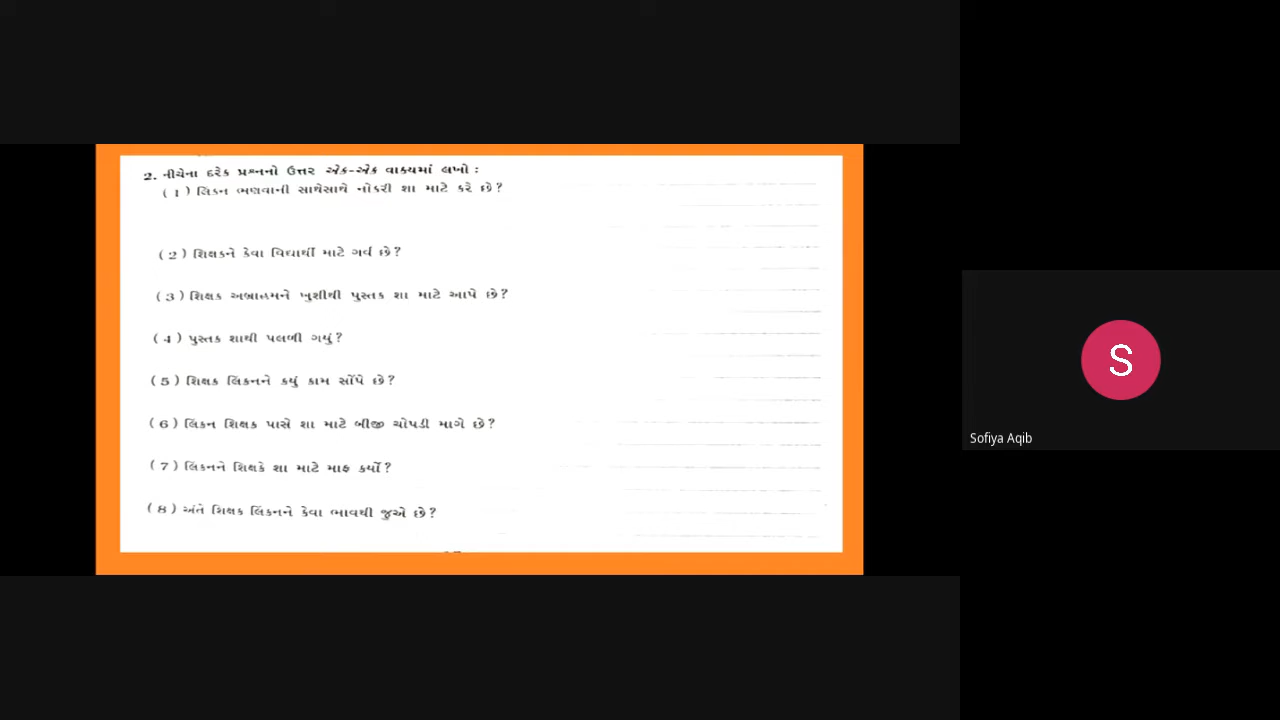 2. નીચેના દરેક પ્રશ્નનો ઉત્તર એક-એક વાક્યમાં લખો :
( 1 ) લિંકન ભણવાની સાથેસાથે નોકરી શા માટે કરે છે?
( 2 ) શિક્ષકને કેવા વિદ્યાર્થી માટે ગર્વ છે?
( 3 ) શિક્ષક અબ્રાહમને ખુશીથી પુસ્તક શા માટે આપે છે?
( 4 ) પુસ્તક શાથી પલળી ગયું?
( 5 ) શિક્ષક લિંકનને કયું કામ સોંપે છે?
( 6 ) લિંકન શિક્ષક પાસે શા માટે બીજી ચોપડી માગે છે?
( 7 ) લિંકનને શિક્ષકે શા માટે માફ કર્યો?
( 8 ) અંતે શિક્ષક લિંકનને કેવા ભાવથી જુએ છે?
S
Sofiya Aqib